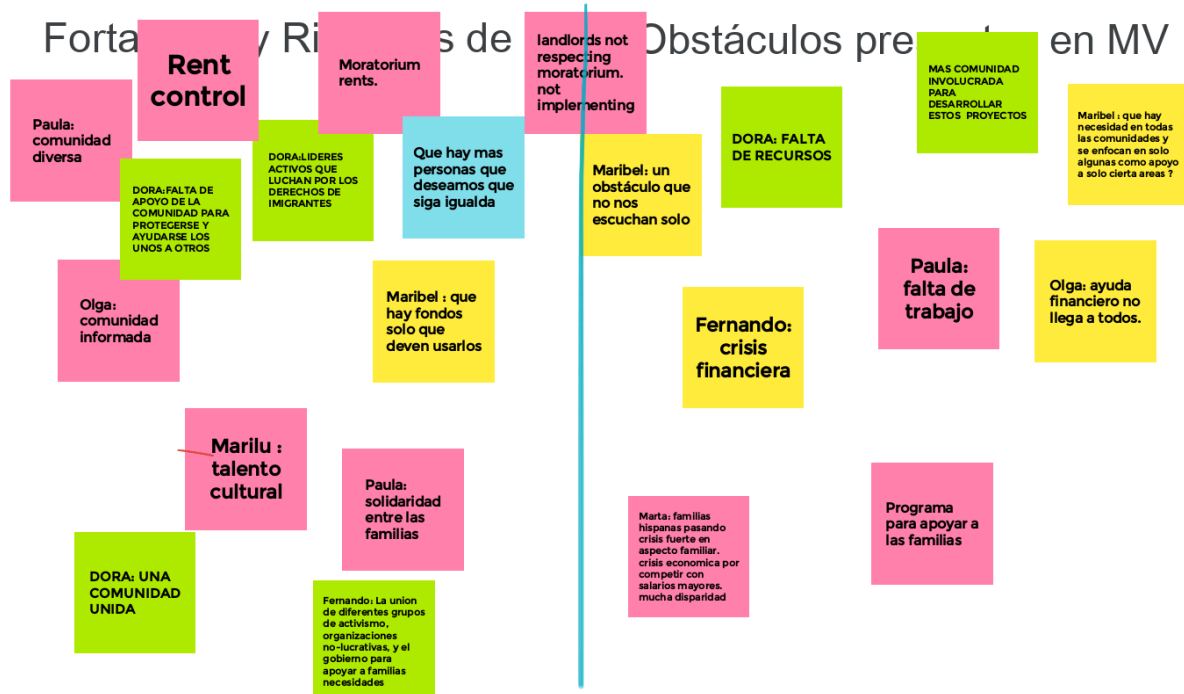 y Ri s de
Obstáculos pre en MV
Rent
control
Moratorium
rents.
landlords not
respecting
moratorium.
not
implementing
Paula:
comunidad
diversa
DORA:FALTA DE
APOYO DE LA
COMUNIDAD PARA
PROTEGERSE Y
AYUDARSE LOS
UNOS A OTROS
DORA:LIDERES
ACTIVOS QUE
LUCHAN POR LOS
DERECHOS DE
IMIGRANTES
Que hay mas
personas que
deseamos que
siga igualda
Olga:
comunidad
informada
Maribel : que
hay fondos
solo que
deven usarlos
Marilu :
talento
cultural
Paula:
solidaridad
entre las
familias
DORA: UNA
COMUNIDAD
UNIDA
Fernando: La union
de diferentes grupos
de activismo,
organizaciones
no-lucrativas, y el
gobierno para
apoyar a familias
necesidades
Maribel: un
obstáculo que
no nos
escuchan solo
DORA: FALTA
DE RECURSOS
MAS COMUNIDAD
INVOLUCRADA
PARA
DESARROLLAR
ESTOS PROYECTOS
Maribel : que hay
necesidad en todas
las comunidades y
se enfocan en solo
algunas como apoyo
a solo cierta areas ?
Fernando:
crisis
financiera
Paula:
falta de
trabajo
Olga: ayuda
financiero no
llega a todos.
Marta: familias
hispanas pasando
crisis fuerte en
aspecto familiar.
crisis economica por
competir con
salarios mayores.
mucha disparidad
Programa
para apoyar a
las familias